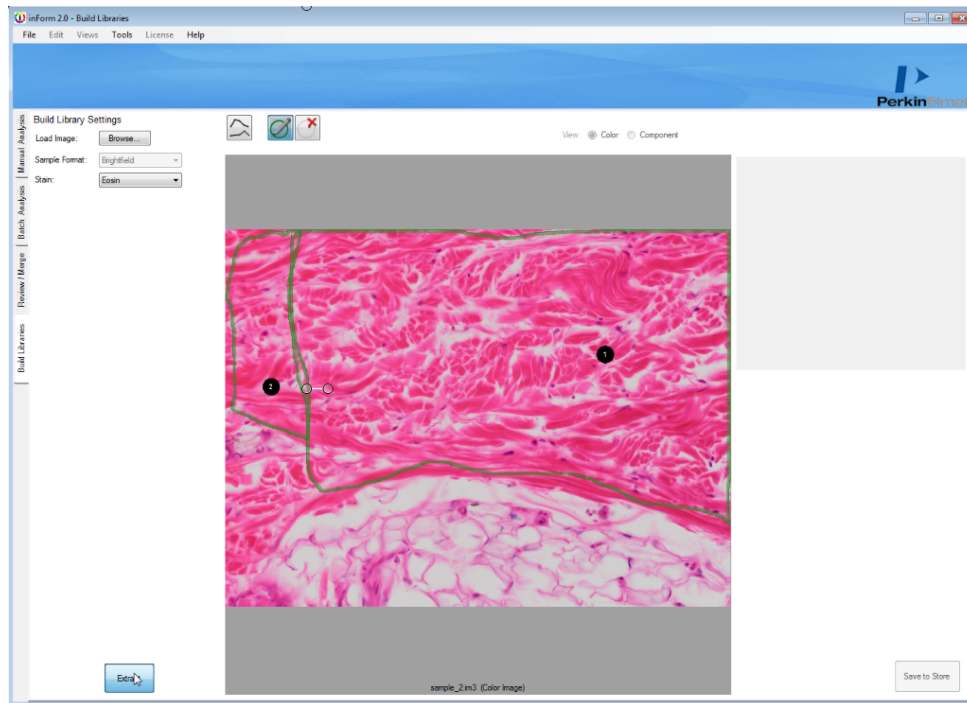 inForm 2.0 - Build Libraries
File Edit Views Tools License Help
PerkinElmer
Manual Analysis
Batch Analysis
Review / Merge
Build Libraries
Build Library Settings
Load Image: Browse...
Sample Format: Brightfield
Stain: Eosin
View: Color Component
1
2
Extract
sample_2.im3 (Color Image)
Save to Store